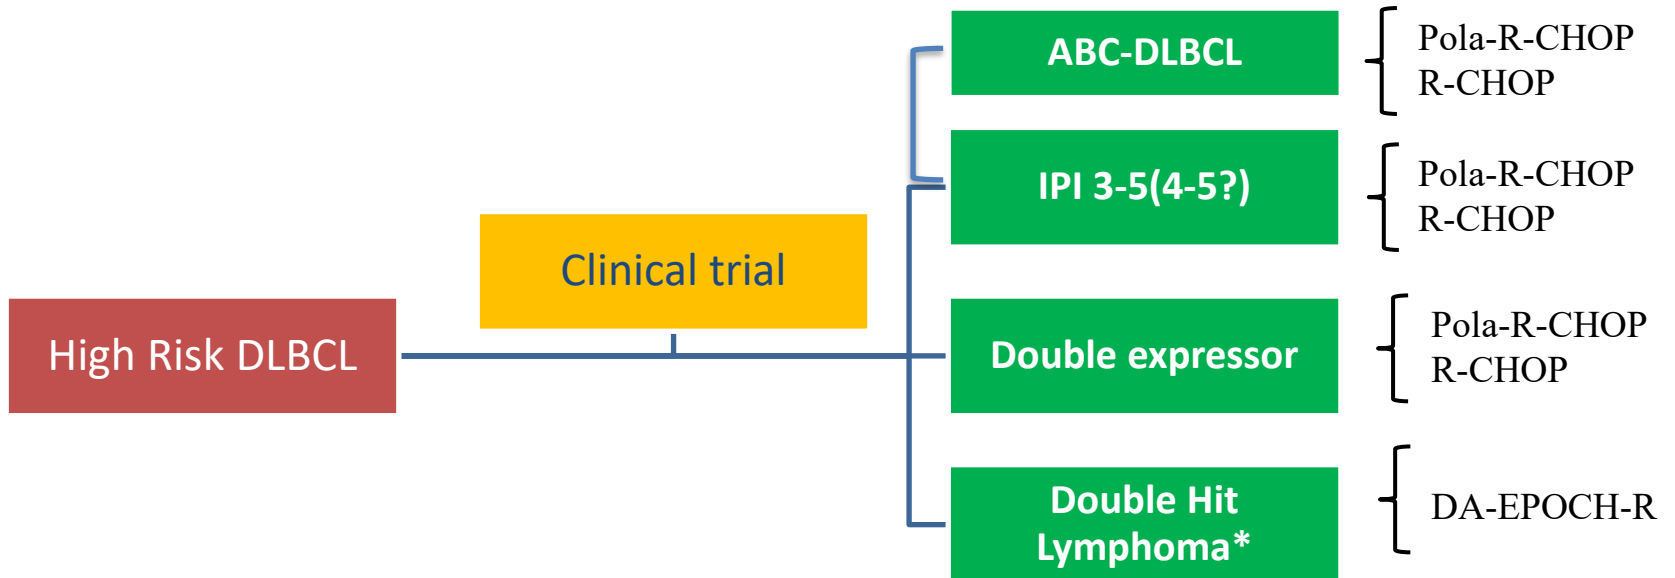 High Risk DLBCL
Clinical trial
ABC-DLBCL
Pola-R-CHOP
R-CHOP
IPI 3-5(4-5?)
Pola-R-CHOP
R-CHOP
Double expressor
Pola-R-CHOP
R-CHOP
Double Hit
Lymphoma*
DA-EPOCH-R